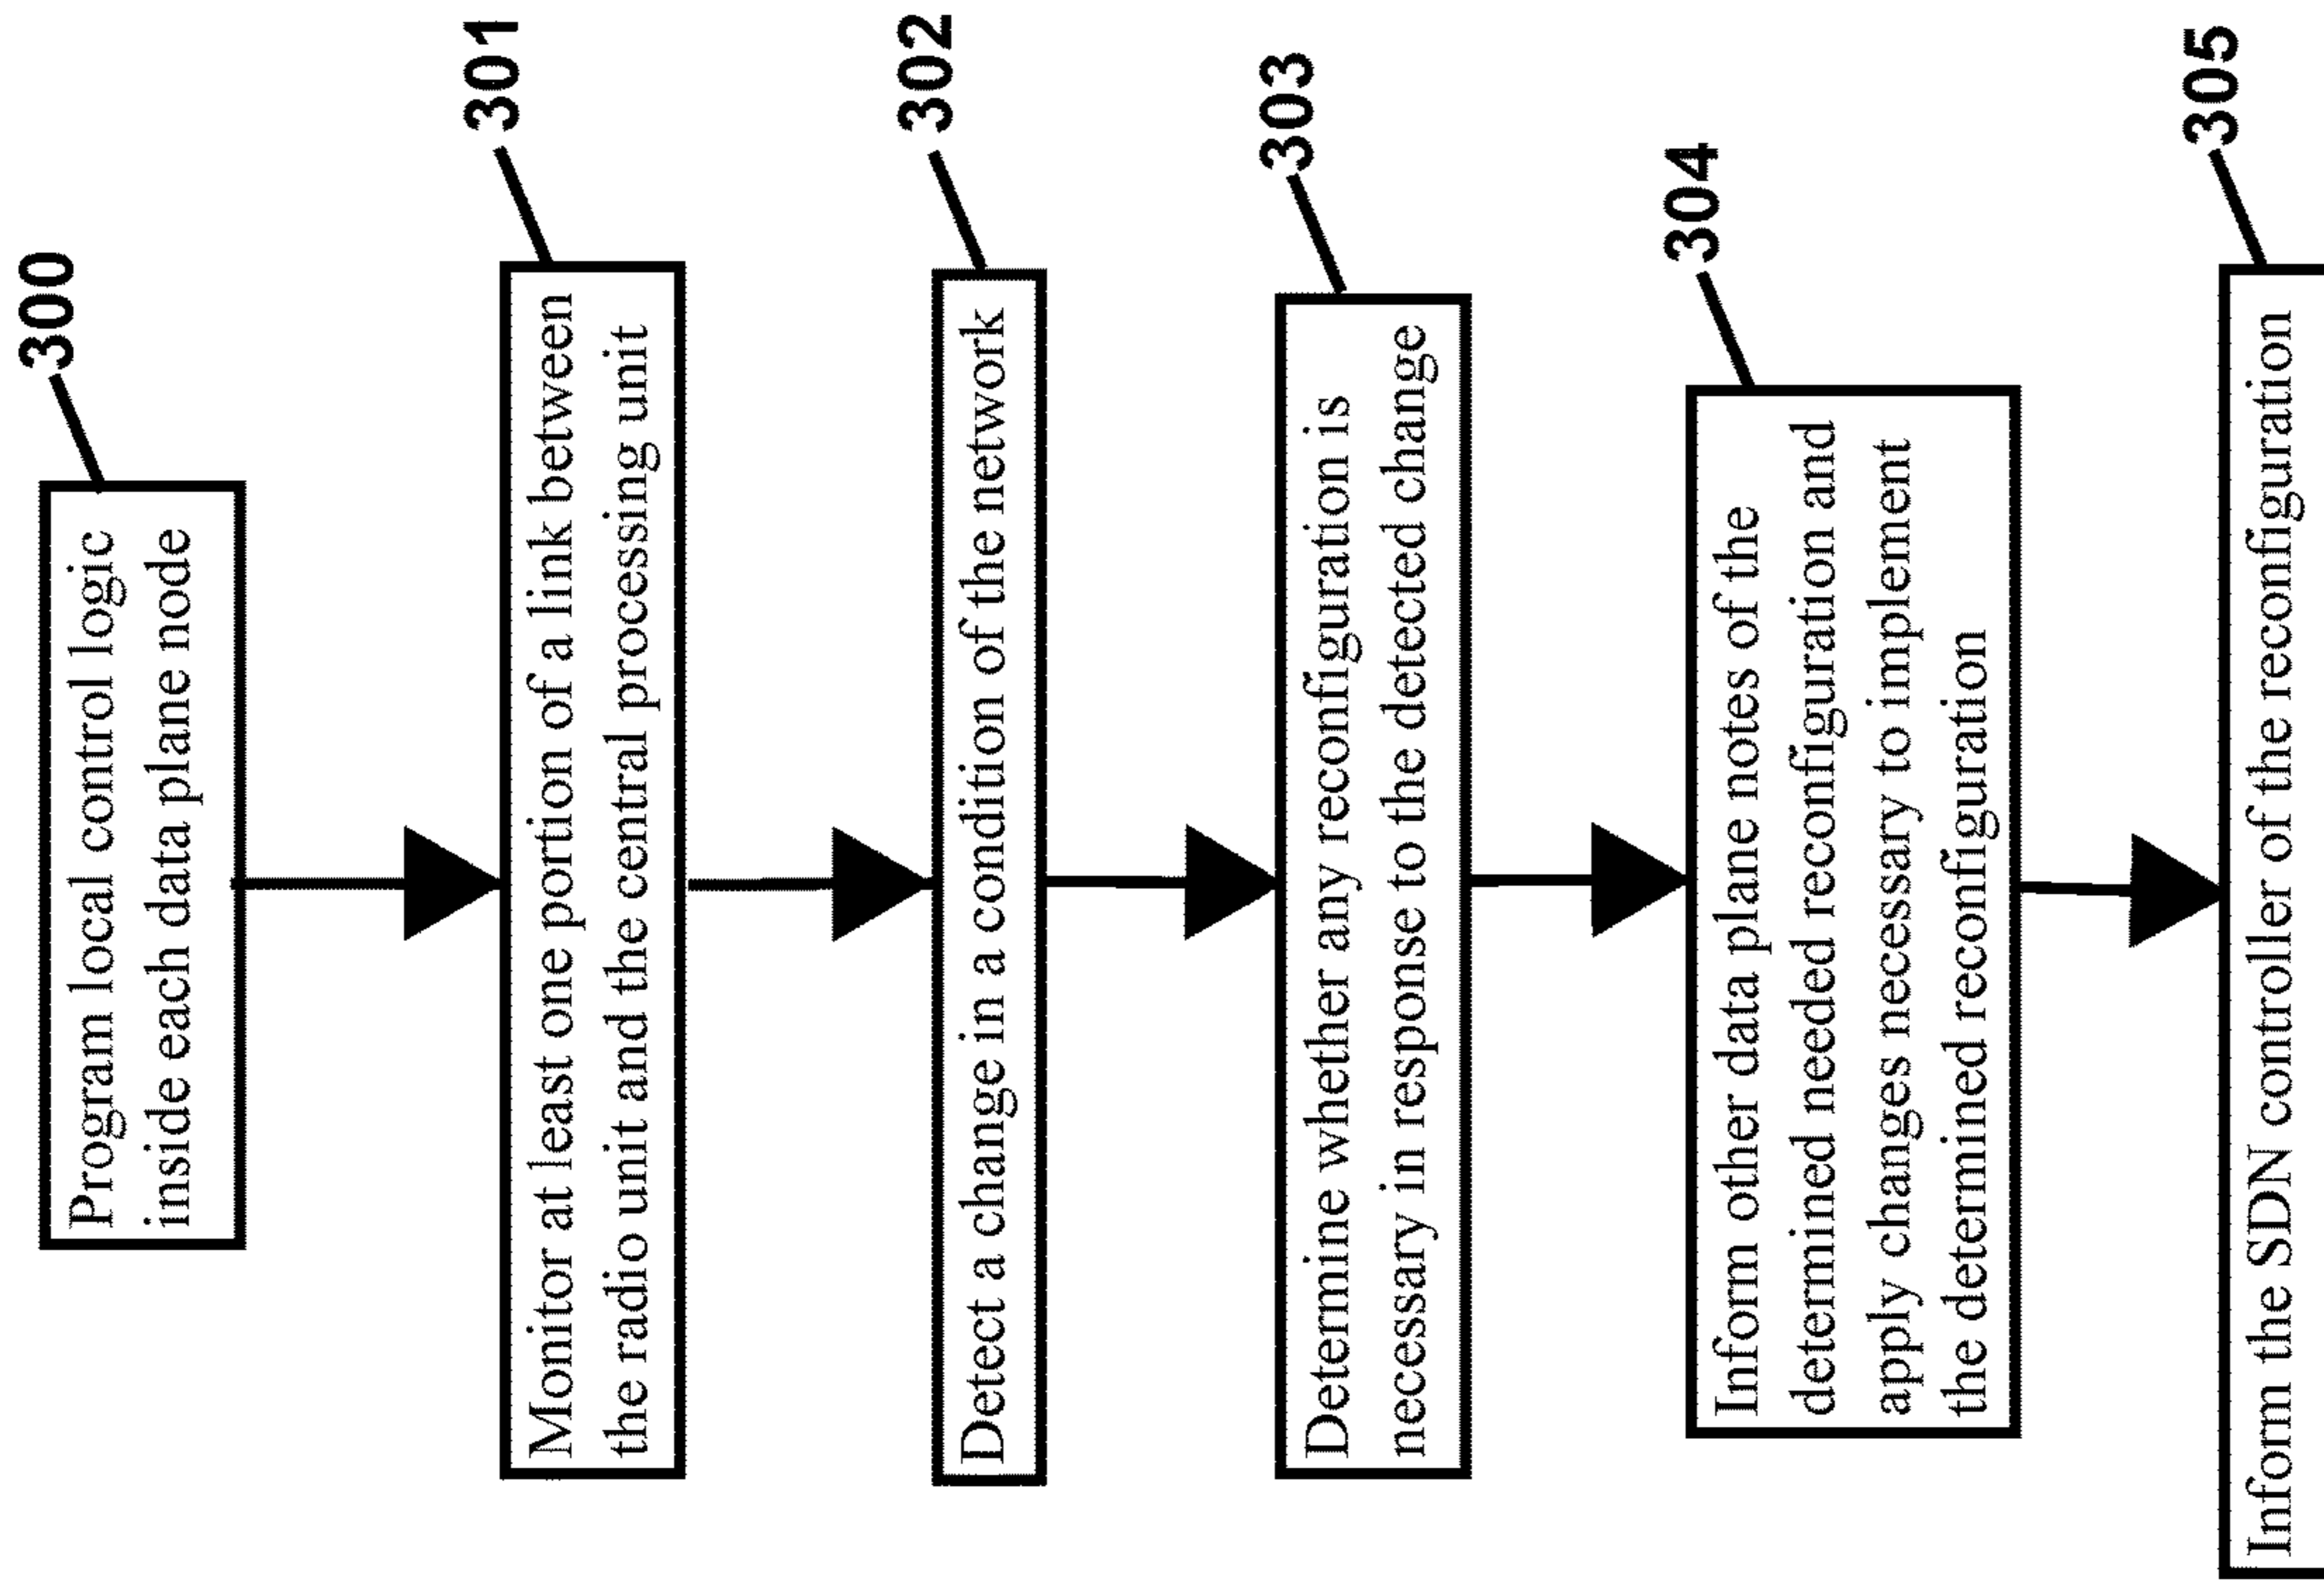 300
Program local control logic
inside each data plane node
301
Monitor at least one portion of a link between
the radio unit and the central processing unit
302
Detect a change in a condition of the network
303
Determine whether any reconfiguration is
necessary in response to the detected change
304
Inform other data plane notes of the
determined needed reconfiguration and
apply changes necessary to implement
the determined reconfiguration
305
Inform the SDN controller of the reconfiguration